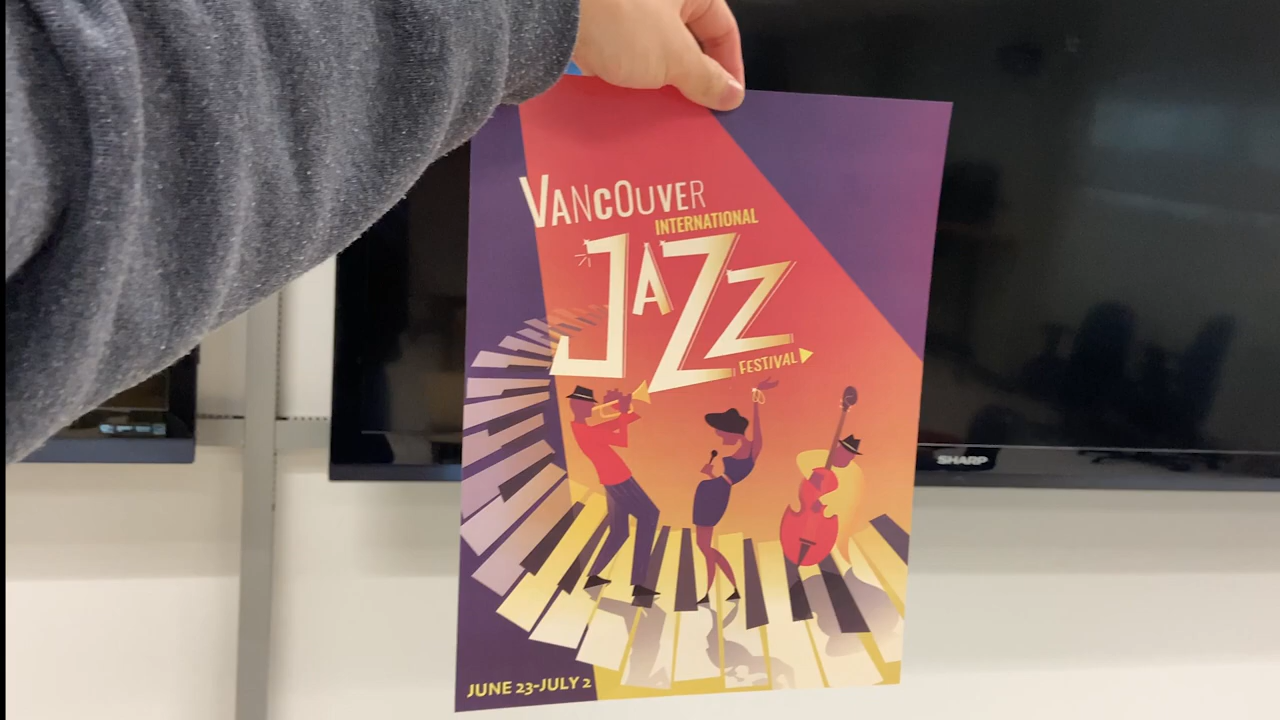 VANCOUVER
INTERNATIONAL
JAZZ
FESTIVAL
SHARP
JUNE 23-JULY 2